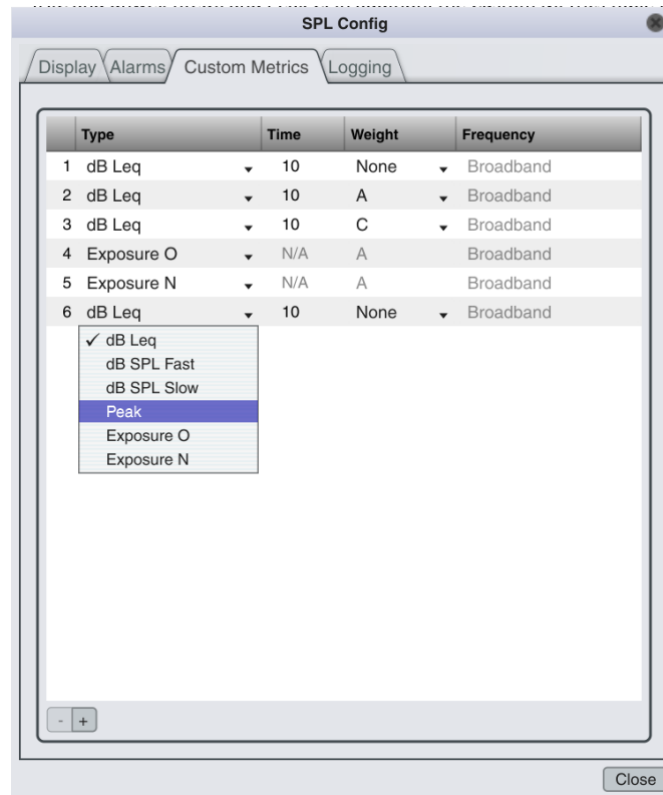 SPL Config
Display Alarms Custom Metrics Logging
Type Time Weight Frequency
1 dB Leq 10 None Broadband
2 dB Leq 10 A Broadband
3 dB Leq 10 C Broadband
4 Exposure O N/A A Broadband
5 Exposure N N/A A Broadband
6 dB Leq 10 None Broadband
✓ dB Leq
dB SPL Fast
dB SPL Slow
Peak
Exposure O
Exposure N
- +
Close